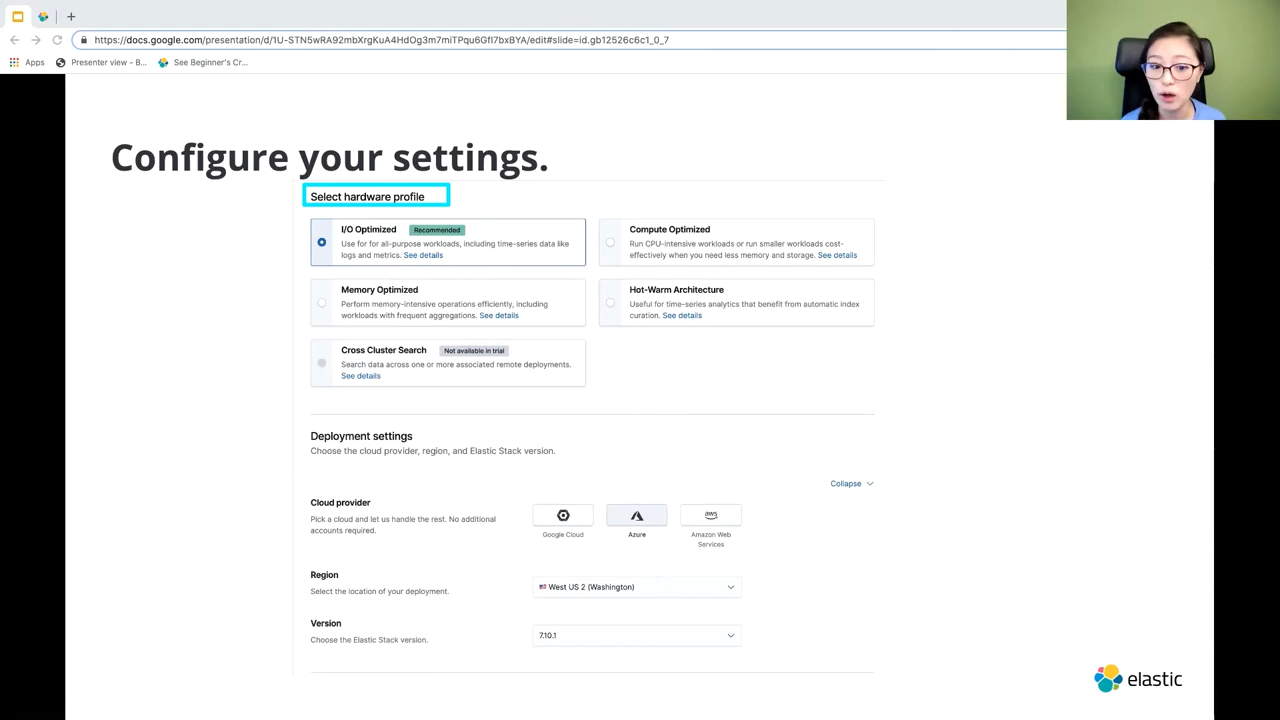 https://docs.google.com/presentation/d/1U-STN5wRA92mbXrgKuA4HdOg3m7miTPqu6GfI7bxBYA/edit#slide=id.gb12526c6c1_0_7
Apps
Presenter view - B...
See Beginner's Cr...
Configure your settings.
Select hardware profile
I/O Optimized Recommended
Use for for all-purpose workloads, including time-series data like
logs and metrics. See details
Compute Optimized
Run CPU-intensive workloads or run smaller workloads cost-
effectively when you need less memory and storage. See details
Memory Optimized
Perform memory-intensive operations efficiently, including
workloads with frequent aggregations. See details
Hot-Warm Architecture
Useful for time-series analytics that benefit from automatic index
curation. See details
Cross Cluster Search Not available in trial
Search data across one or more associated remote deployments.
See details
Deployment settings
Choose the cloud provider, region, and Elastic Stack version.
Collapse
Cloud provider
Pick a cloud and let us handle the rest. No additional
accounts required.
Google Cloud
Azure
aws
Amazon Web
Services
Region
Select the location of your deployment.
West US 2 (Washington)
Version
Choose the Elastic Stack version.
7.10.1
elastic